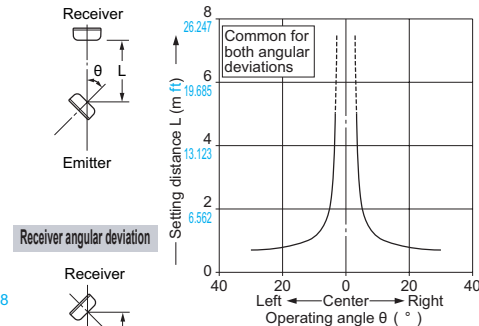 Receiver
θ
L
Emitter
Receiver angular deviation
Receiver
8
Setting distance L (m ft)
8
26.247
6
19.685
4
13.123
2
6.562
0
Common for
both angular
deviations
40 20 0 20 40
Left Center Right
Operating angle θ ( ° )